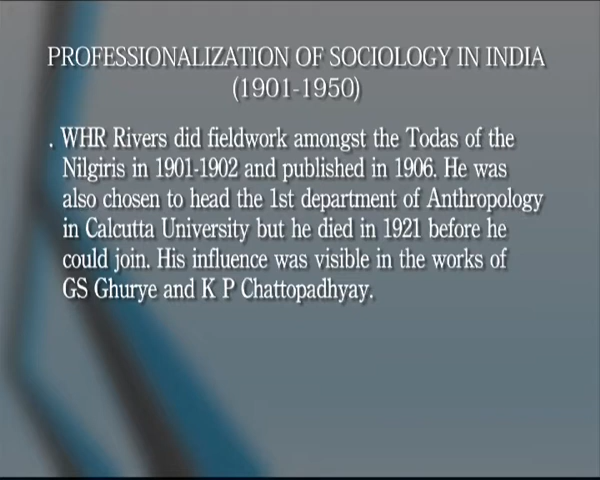 PROFESSIONALIZATION OF SOCIOLOGY IN INDIA
(1901-1950)
. WHR Rivers did fieldwork amongst the Todas of the
Nilgiris in 1901-1902 and published in 1906. He was
also chosen to head the 1st department of Anthropology
in Calcutta University but he died in 1921 before he
could join. His influence was visible in the works of
GS Ghurye and K P Chattopadhyay.